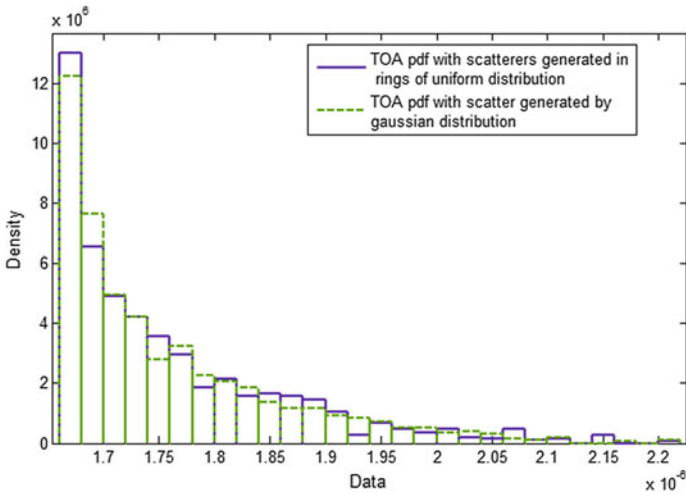 x 10⁶
TOA pdf with scatterers generated in
rings of uniform distribution
TOA pdf with scatter generated by
gaussian distribution
12
10
8
6
4
2
0
Density
1.7 1.75 1.8 1.85 1.9 1.95 2 2.05 2.1 2.15 2.2
Data
x 10⁻⁶